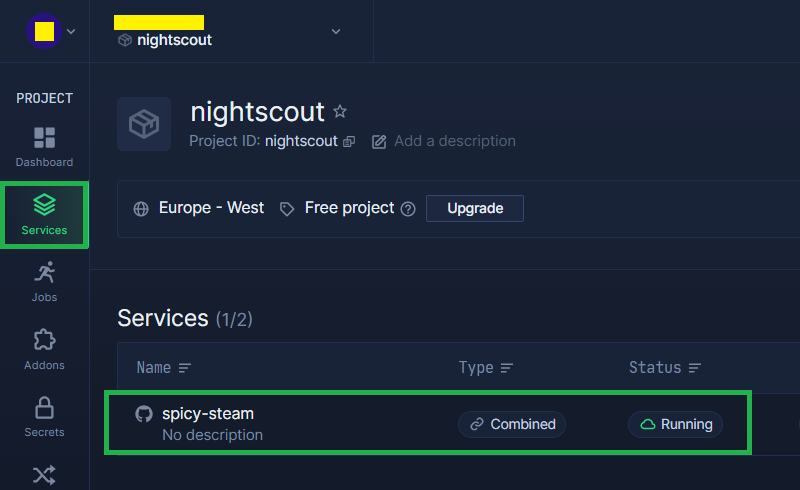 nightscout
PROJECT
Dashboard
Services
Jobs
Addons
Secrets
nightscout
Project ID: nightscout Add a description
Europe - West Free project Upgrade
Services (1/2)
Name Type Status
spicy-steam Combined Running
No description